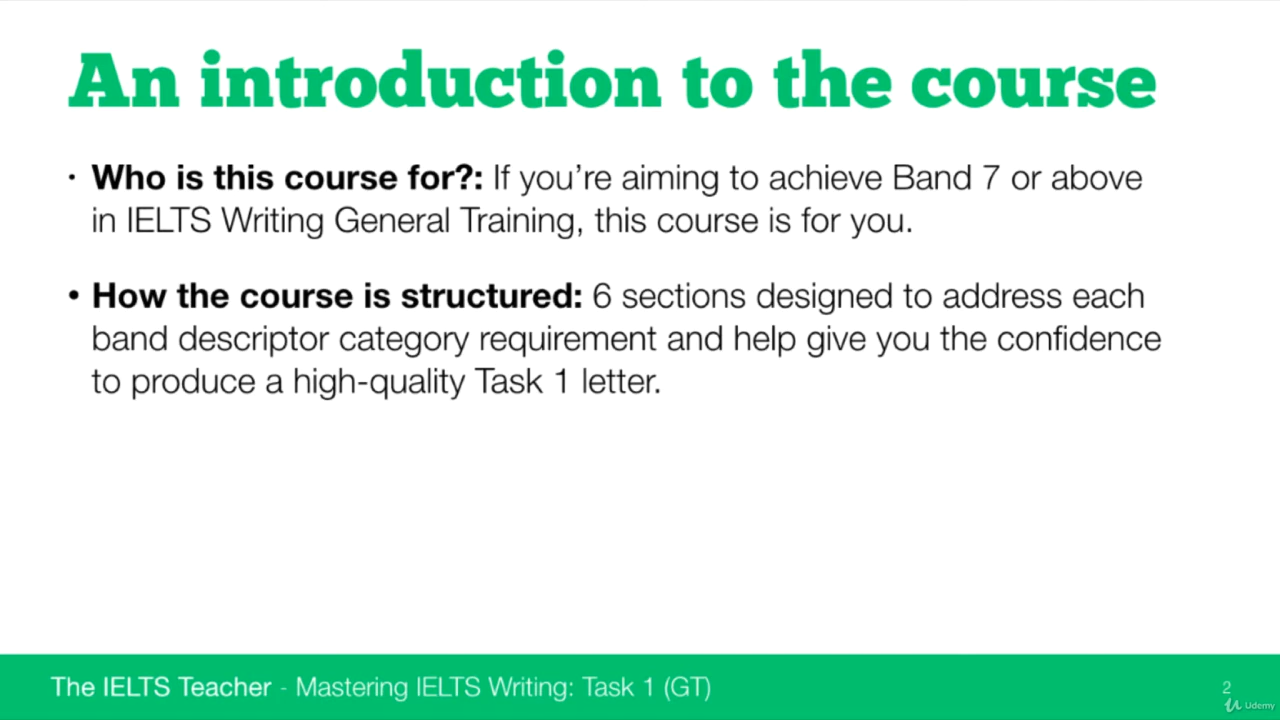 An introduction to the course
• Who is this course for?: If you’re aiming to achieve Band 7 or above
in IELTS Writing General Training, this course is for you.
• How the course is structured: 6 sections designed to address each
band descriptor category requirement and help give you the confidence
to produce a high-quality Task 1 letter.
The IELTS Teacher - Mastering IELTS Writing: Task 1 (GT)
2
Udemy